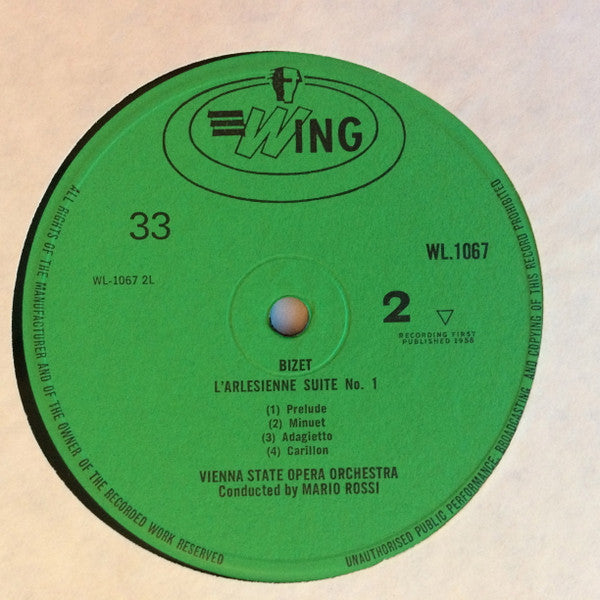 WING
33
WL.1067
WL-1067 2L
2
RECORDING FIRST
PUBLISHED 1958
BIZET
L'ARLESIENNE SUITE No. 1
(1) Prelude
(2) Minuet
(3) Adagietto
(4) Carillon
VIENNA STATE OPERA ORCHESTRA
Conducted by MARIO ROSSI
ALL RIGHTS OF THE MANUFACTURER AND OF THE OWNER OF THE RECORDED WORK RESERVED
UNAUTHORISED PUBLIC PERFORMANCE, BROADCASTING, AND COPYING OF THIS RECORD PROHIBITED